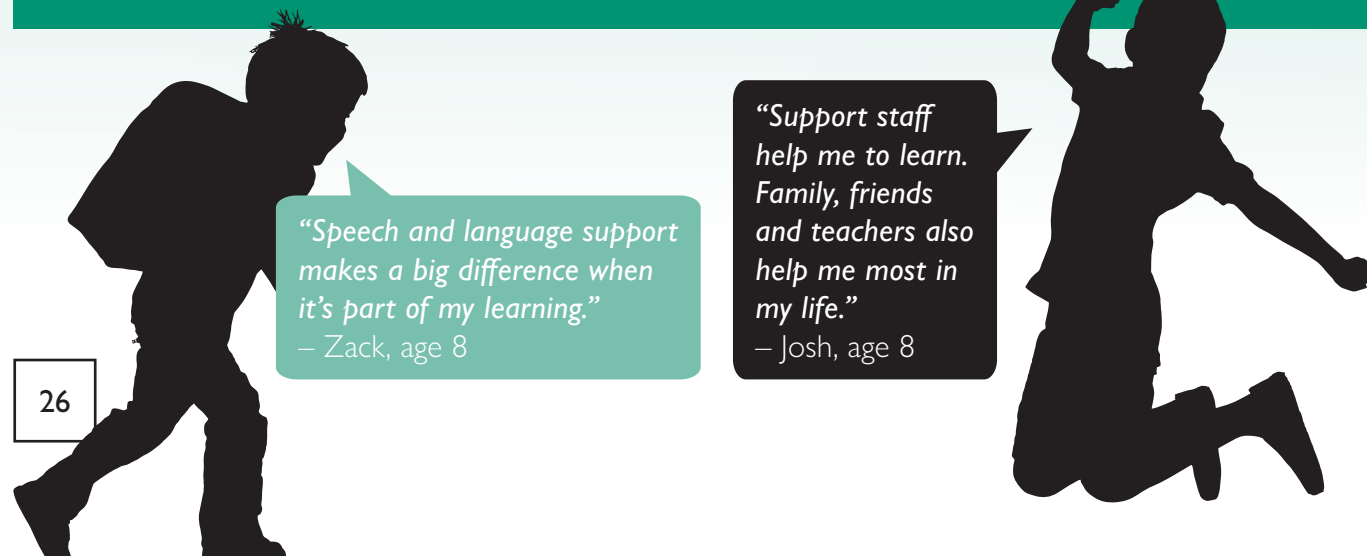 “Speech and language support
makes a big difference when
it’s part of my learning.”
– Zack, age 8
“Support staff
help me to learn.
Family, friends
and teachers also
help me most in
my life.”
– Josh, age 8
26